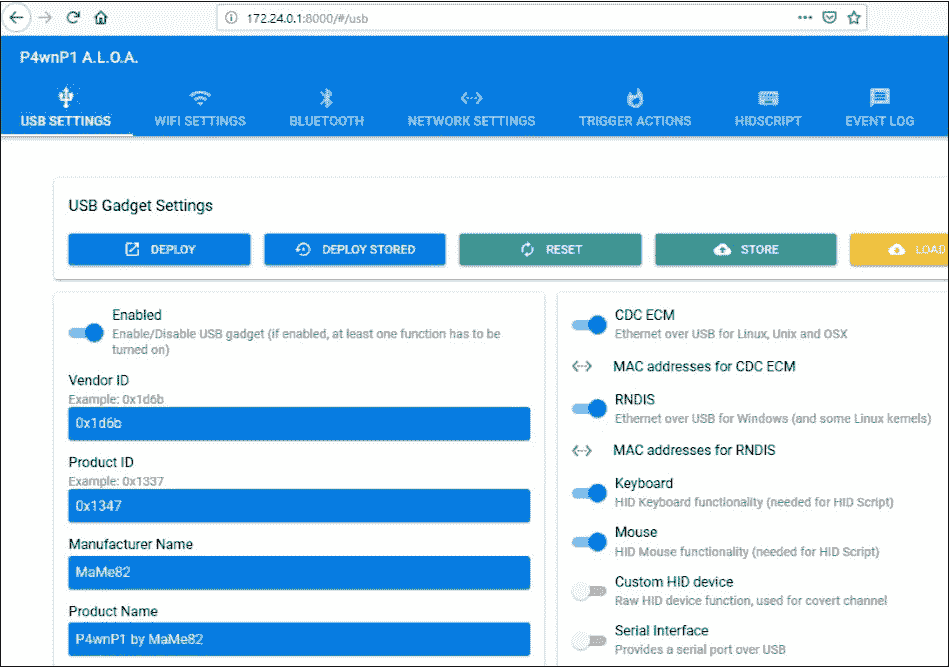 172.24.0.1:8000/#/usb
P4wnP1 A.L.O.A.
USB SETTINGS
WIFI SETTINGS
BLUETOOTH
NETWORK SETTINGS
TRIGGER ACTIONS
HIDSCRIPT
EVENT LOG
USB Gadget Settings
DEPLOY
DEPLOY STORED
RESET
STORE
LOAD
Enabled
Enable/Disable USB gadget (if enabled, at least one function has to be
turned on)
Vendor ID
Example: 0x1d6b
0x1d6b
Product ID
Example: 0x1337
0x1347
Manufacturer Name
MaMe82
Product Name
P4wnP1 by MaMe82
CDC ECM
Ethernet over USB for Linux, Unix and OSX
MAC addresses for CDC ECM
RNDIS
Ethernet over USB for Windows (and some Linux kernels)
MAC addresses for RNDIS
Keyboard
HID Keyboard functionality (needed for HID Script)
Mouse
HID Mouse functionality (needed for HID Script)
Custom HID device
Raw HID device function, used for covert channel
Serial Interface
Provides a serial port over USB